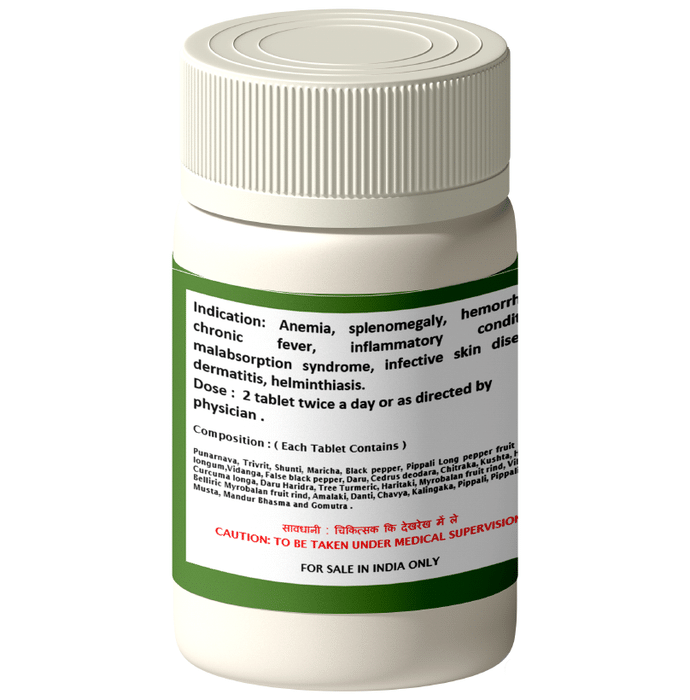 Indication: Anemia, splenomegaly, hemorrh
chronic fever, inflammatory condit
malabsorption syndrome, infective skin dise
dermatitis, helminthiasis.
Dose : 2 tablet twice a day or as directed by
physician .
Composition : ( Each Tablet Contains )
Punarnava, Trivrit, Shunti, Maricha, Black pepper, Pippali Long pepper fruit
longum,Vidanga, False black pepper, Daru, Cedrus deodara, Chitraka, Kushta,
Curcuma longa, Daru Haridra, Tree Turmeric, Haritaki, Myrobalan fruit rind,
Belliric Myrobalan fruit rind, Amalaki, Danti, Chavya, Kalingaka, Pippali, Pippali
Musta, Mandur Bhasma and Gomutra .
सावधानी : चिकित्सक कि देखरेख में ले
CAUTION: TO BE TAKEN UNDER MEDICAL SUPERVISION
FOR SALE IN INDIA ONLY